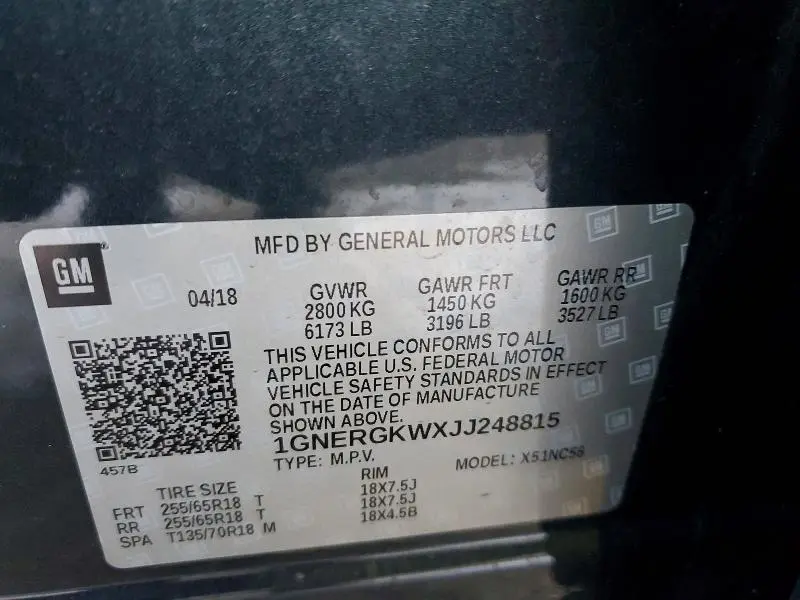 GM
MFD BY GENERAL MOTORS LLC
04/18
GVWR
2800 KG
6173 LB
GAWR FRT
1450 KG
3196 LB
GAWR RR
1600 KG
3527 LB
THIS VEHICLE CONFORMS TO ALL
APPLICABLE U.S. FEDERAL MOTOR
VEHICLE SAFETY STANDARDS IN EFFECT
ON THE DATE OF MANUFACTURE
SHOWN ABOVE.
1GNERGKWXJJ248815
TYPE: M.P.V.
MODEL: X51NC56
457B
TIRE SIZE RIM
FRT 255/65R18 T 18X7.5J
RR 255/65R18 T 18X7.5J
SPA T135/70R18 M 18X4.5B